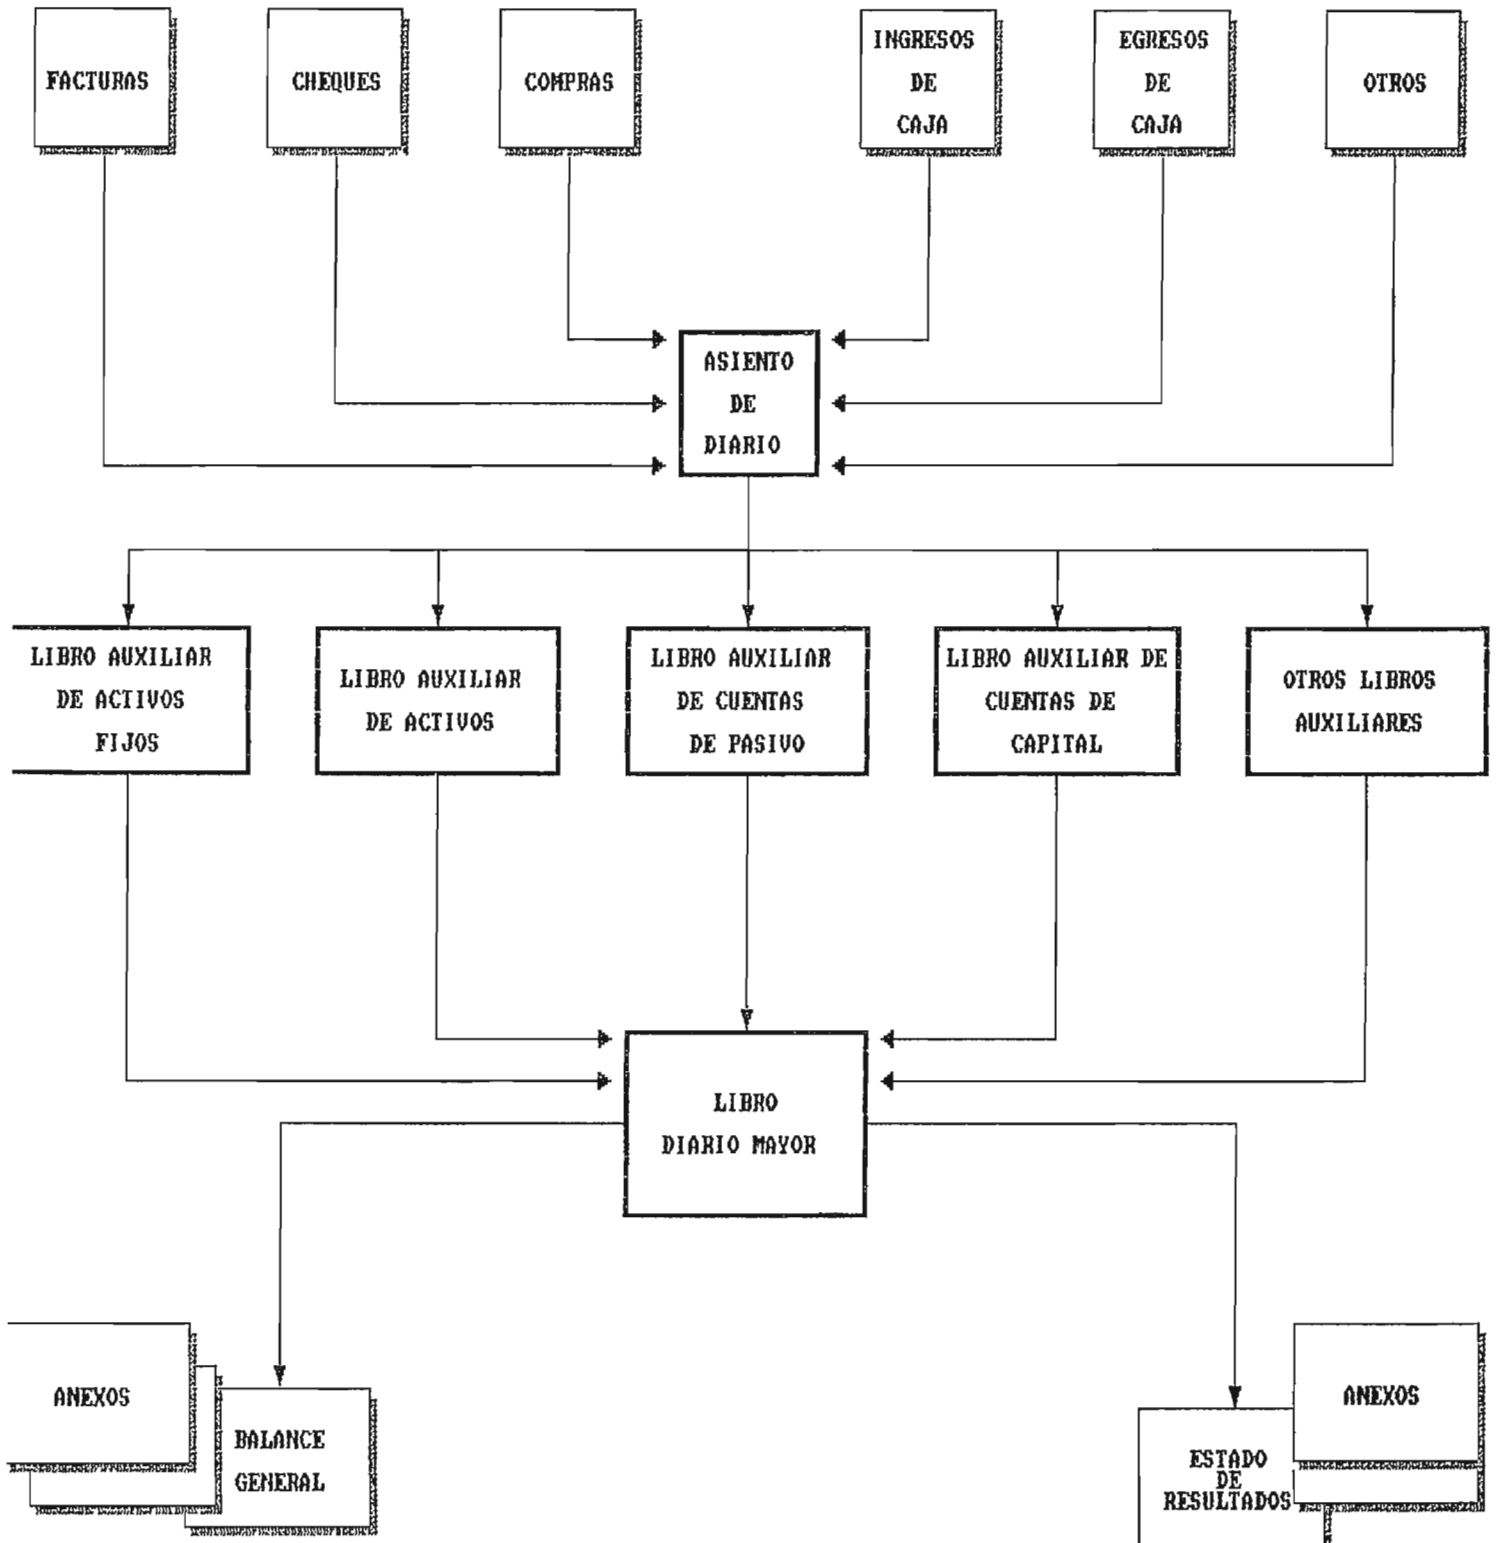 FACTURAS
CHEQUES
COMPRAS
INGRESOS
DE
CAJA
EGRESOS
DE
CAJA
OTROS
ASIENTO
DE
DIARIO
LIBRO AUXILIAR
DE ACTIVOS
FIJOS
LIBRO AUXILIAR
DE ACTIVOS
LIBRO AUXILIAR
DE CUENTAS
DE PASIVO
LIBRO AUXILIAR DE
CUENTAS DE
CAPITAL
OTROS LIBROS
AUXILIARES
LIBRO
DIARIO MAYOR
ANEXOS
BALANCE
GENERAL
ESTADO
DE
RESULTADOS
ANEXOS